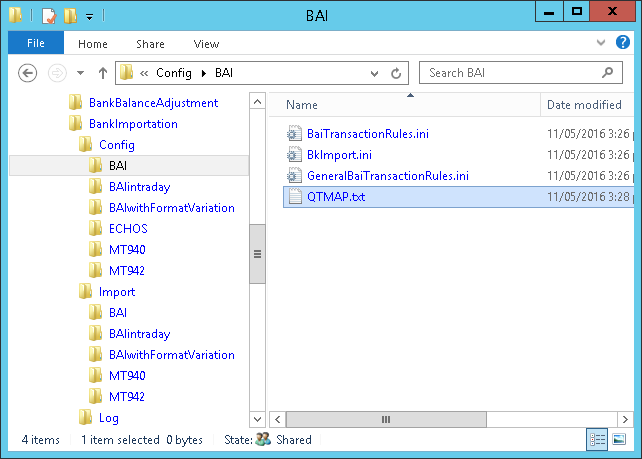 BAI
File Home Share View
« Config BAI Search BAI
BankBalanceAdjustment
BankImportation
Config
BAI
BAIintraday
BAIwithFormatVariation
ECHOS
MT940
MT942
Import
BAI
BAIintraday
BAIwithFormatVariation
MT940
MT942
Log
Name Date modified
BaiTransactionRules.ini 11/05/2016 3:26
BkImport.ini 11/05/2016 3:26
GeneralBaiTransactionRules.ini 11/05/2016 3:26
QTMAP.txt 11/05/2016 3:28
4 items 1 item selected 0 bytes State: Shared